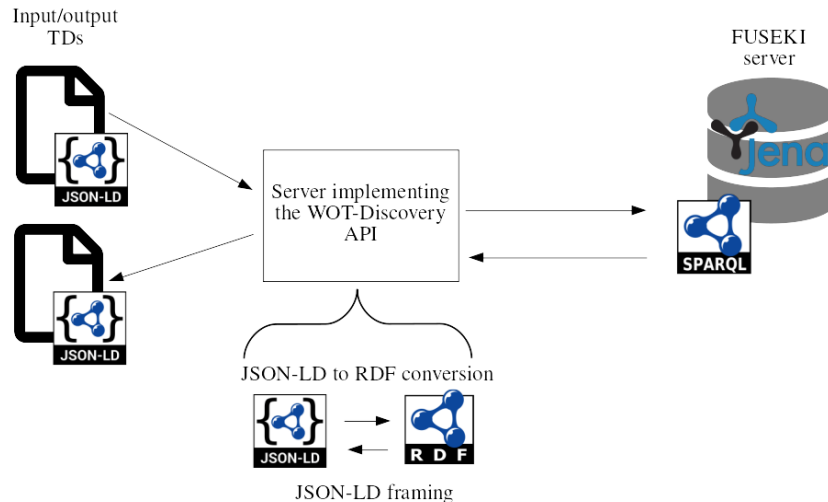 Input/output
TDs
FUSEKI
server
Jena
JSON-LD
Server implementing
the WOT-Discovery
API
SPARQL
JSON-LD
JSON-LD to RDF conversion
JSON-LD
RDF
JSON-LD framing